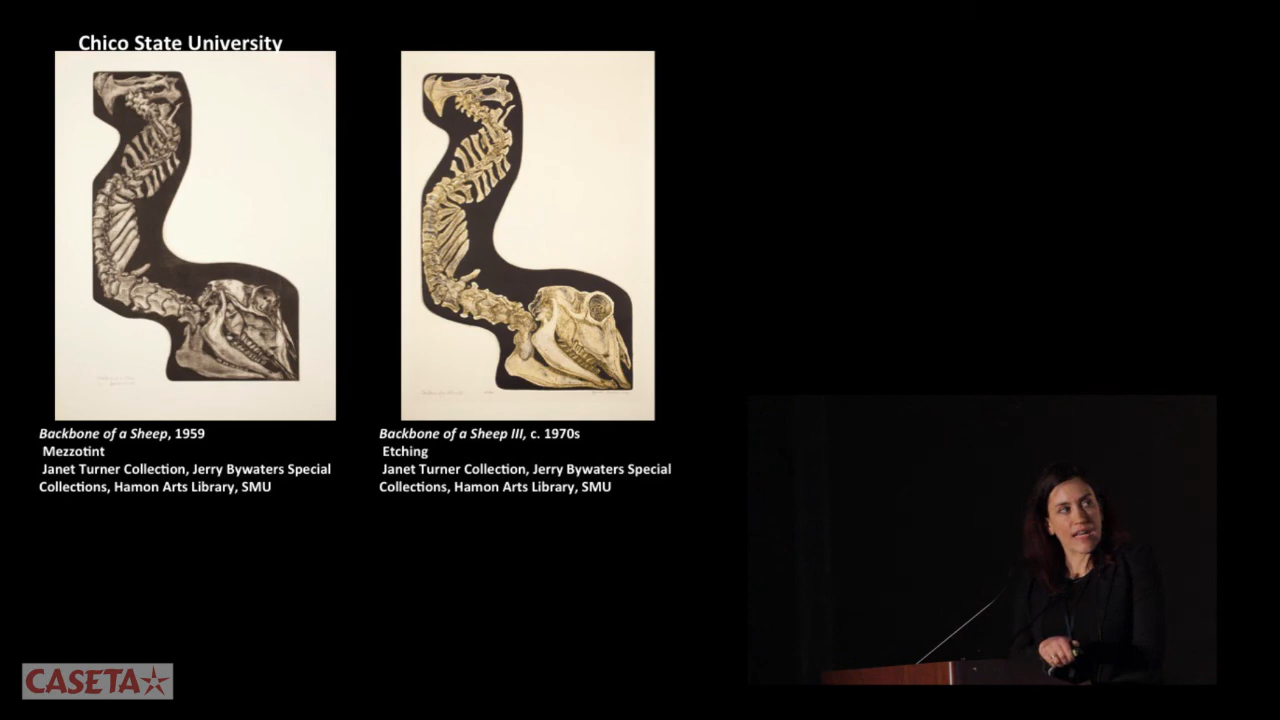 Chico State University
Backbone of a Sheep, 1959
Mezzotint
Janet Turner Collection, Jerry Bywaters Special
Collections, Hamon Arts Library, SMU
Backbone of a Sheep III, c. 1970s
Etching
Janet Turner Collection, Jerry Bywaters Special
Collections, Hamon Arts Library, SMU
CASETA